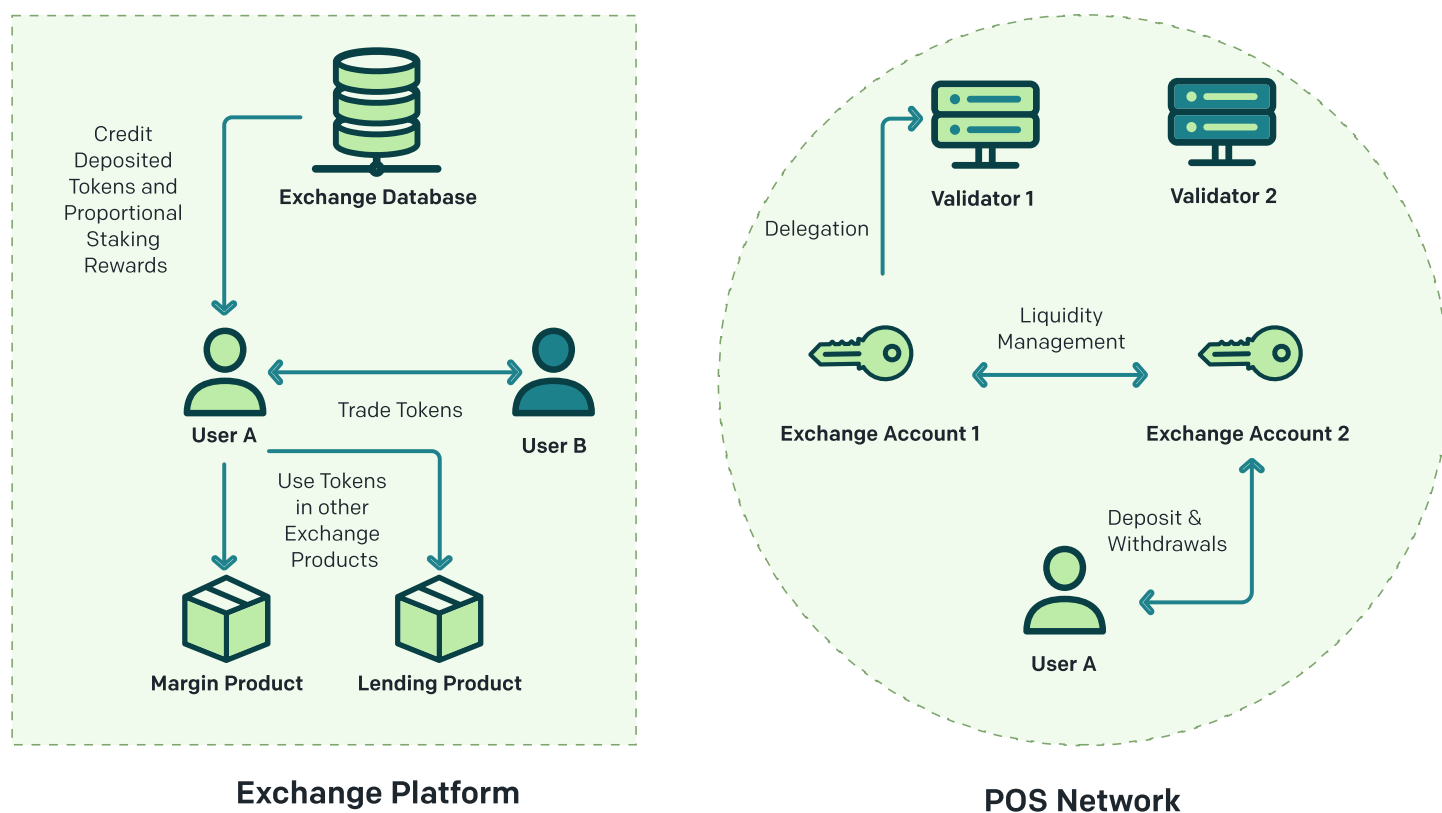 Credit
Deposited
Tokens and
Proportional
Staking
Rewards
Exchange Database
User A
Trade Tokens
User B
Use Tokens
in other
Exchange
Products
Margin Product
Lending Product
Exchange Platform
Validator 1
Validator 2
Delegation
Liquidity
Management
Exchange Account 1
Exchange Account 2
Deposit &
Withdrawals
User A
POS Network